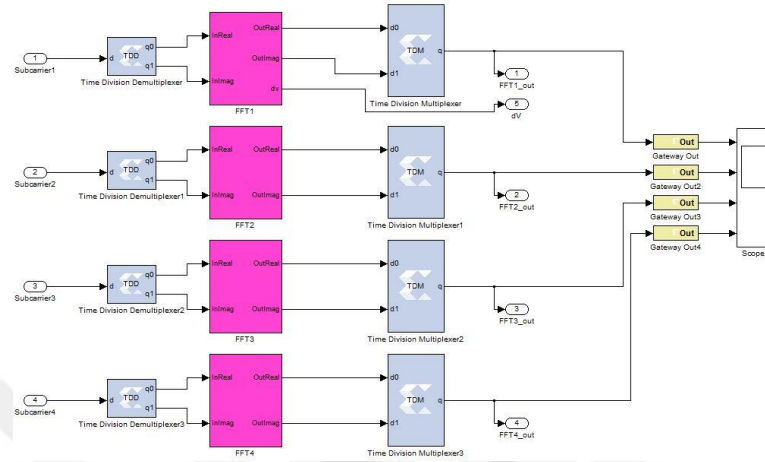 1
Subcarrier1
d TDD q0
q1
Time Division Demultiplexer
InReal OutReal
OutImag
InImag dv
FFT1
d0
TDM q
d1
Time Division Multiplexer
1
FFT1_out
5
dV
2
Subcarrier2
d TDD q0
q1
Time Division Demultiplexer1
InReal OutReal
InImag OutImag
FFT2
d0
TDM q
d1
Time Division Multiplexer1
2
FFT2_out
Out
Gateway Out
Out
Gateway Out2
Out
Gateway Out3
Out
Gateway Out4
Scope
3
Subcarrier3
d TDD q0
q1
Time Division Demultiplexer2
InReal OutReal
InImag OutImag
FFT3
d0
TDM q
d1
Time Division Multiplexer2
3
FFT3_out
4
Subcarrier4
d TDD q0
q1
Time Division Demultiplexer3
InReal OutReal
InImag OutImag
FFT4
d0
TDM q
d1
Time Division Multiplexer3
4
FFT4_out